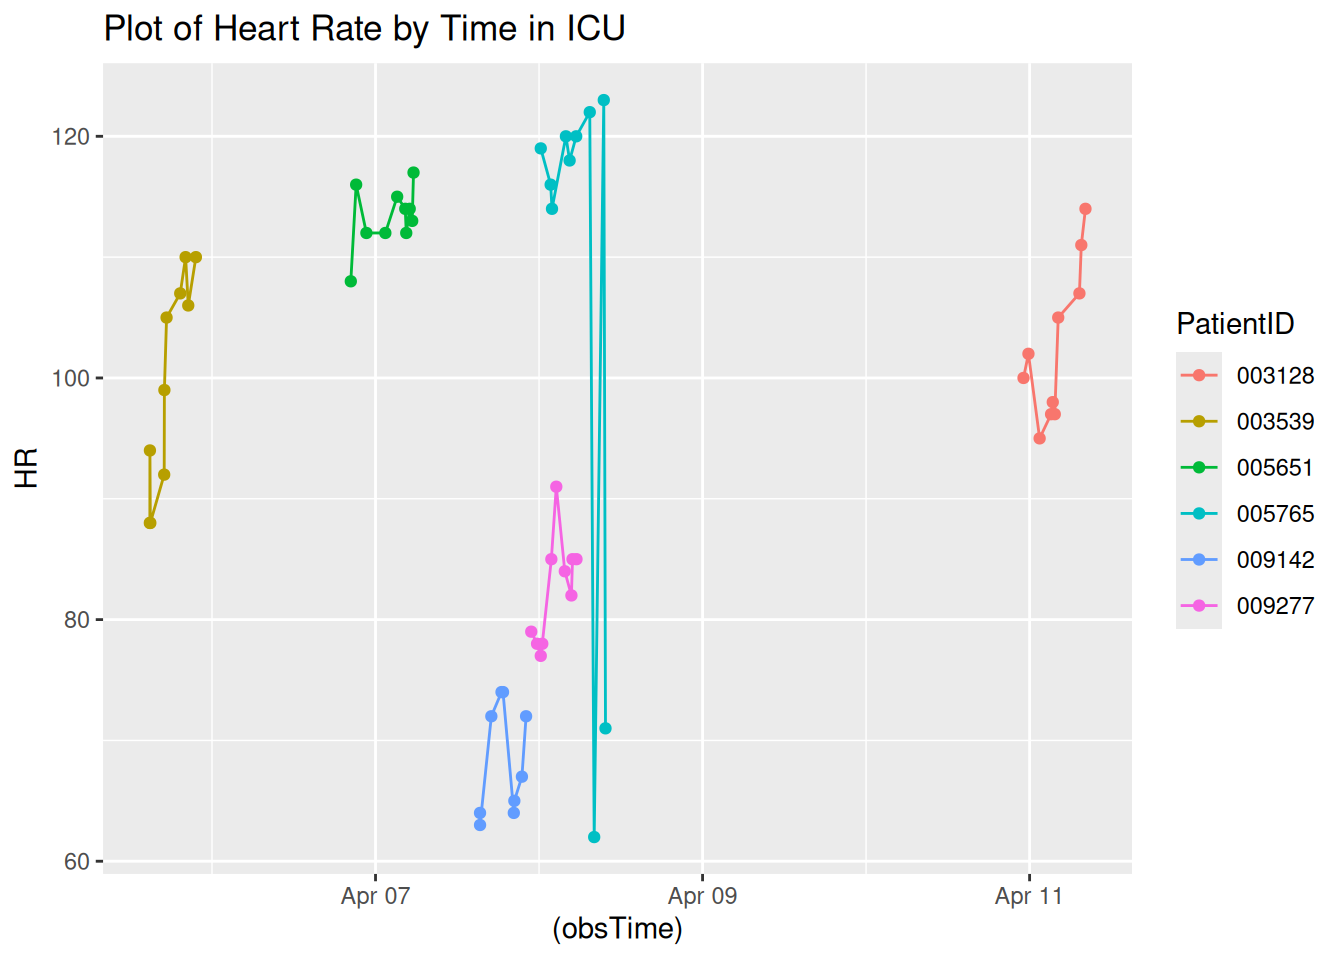 Plot of Heart Rate by Time in ICU
120
100
80
60
HR
Apr 07
Apr 09
Apr 11
(obsTime)
PatientID
003128
003539
005651
005765
009142
009277